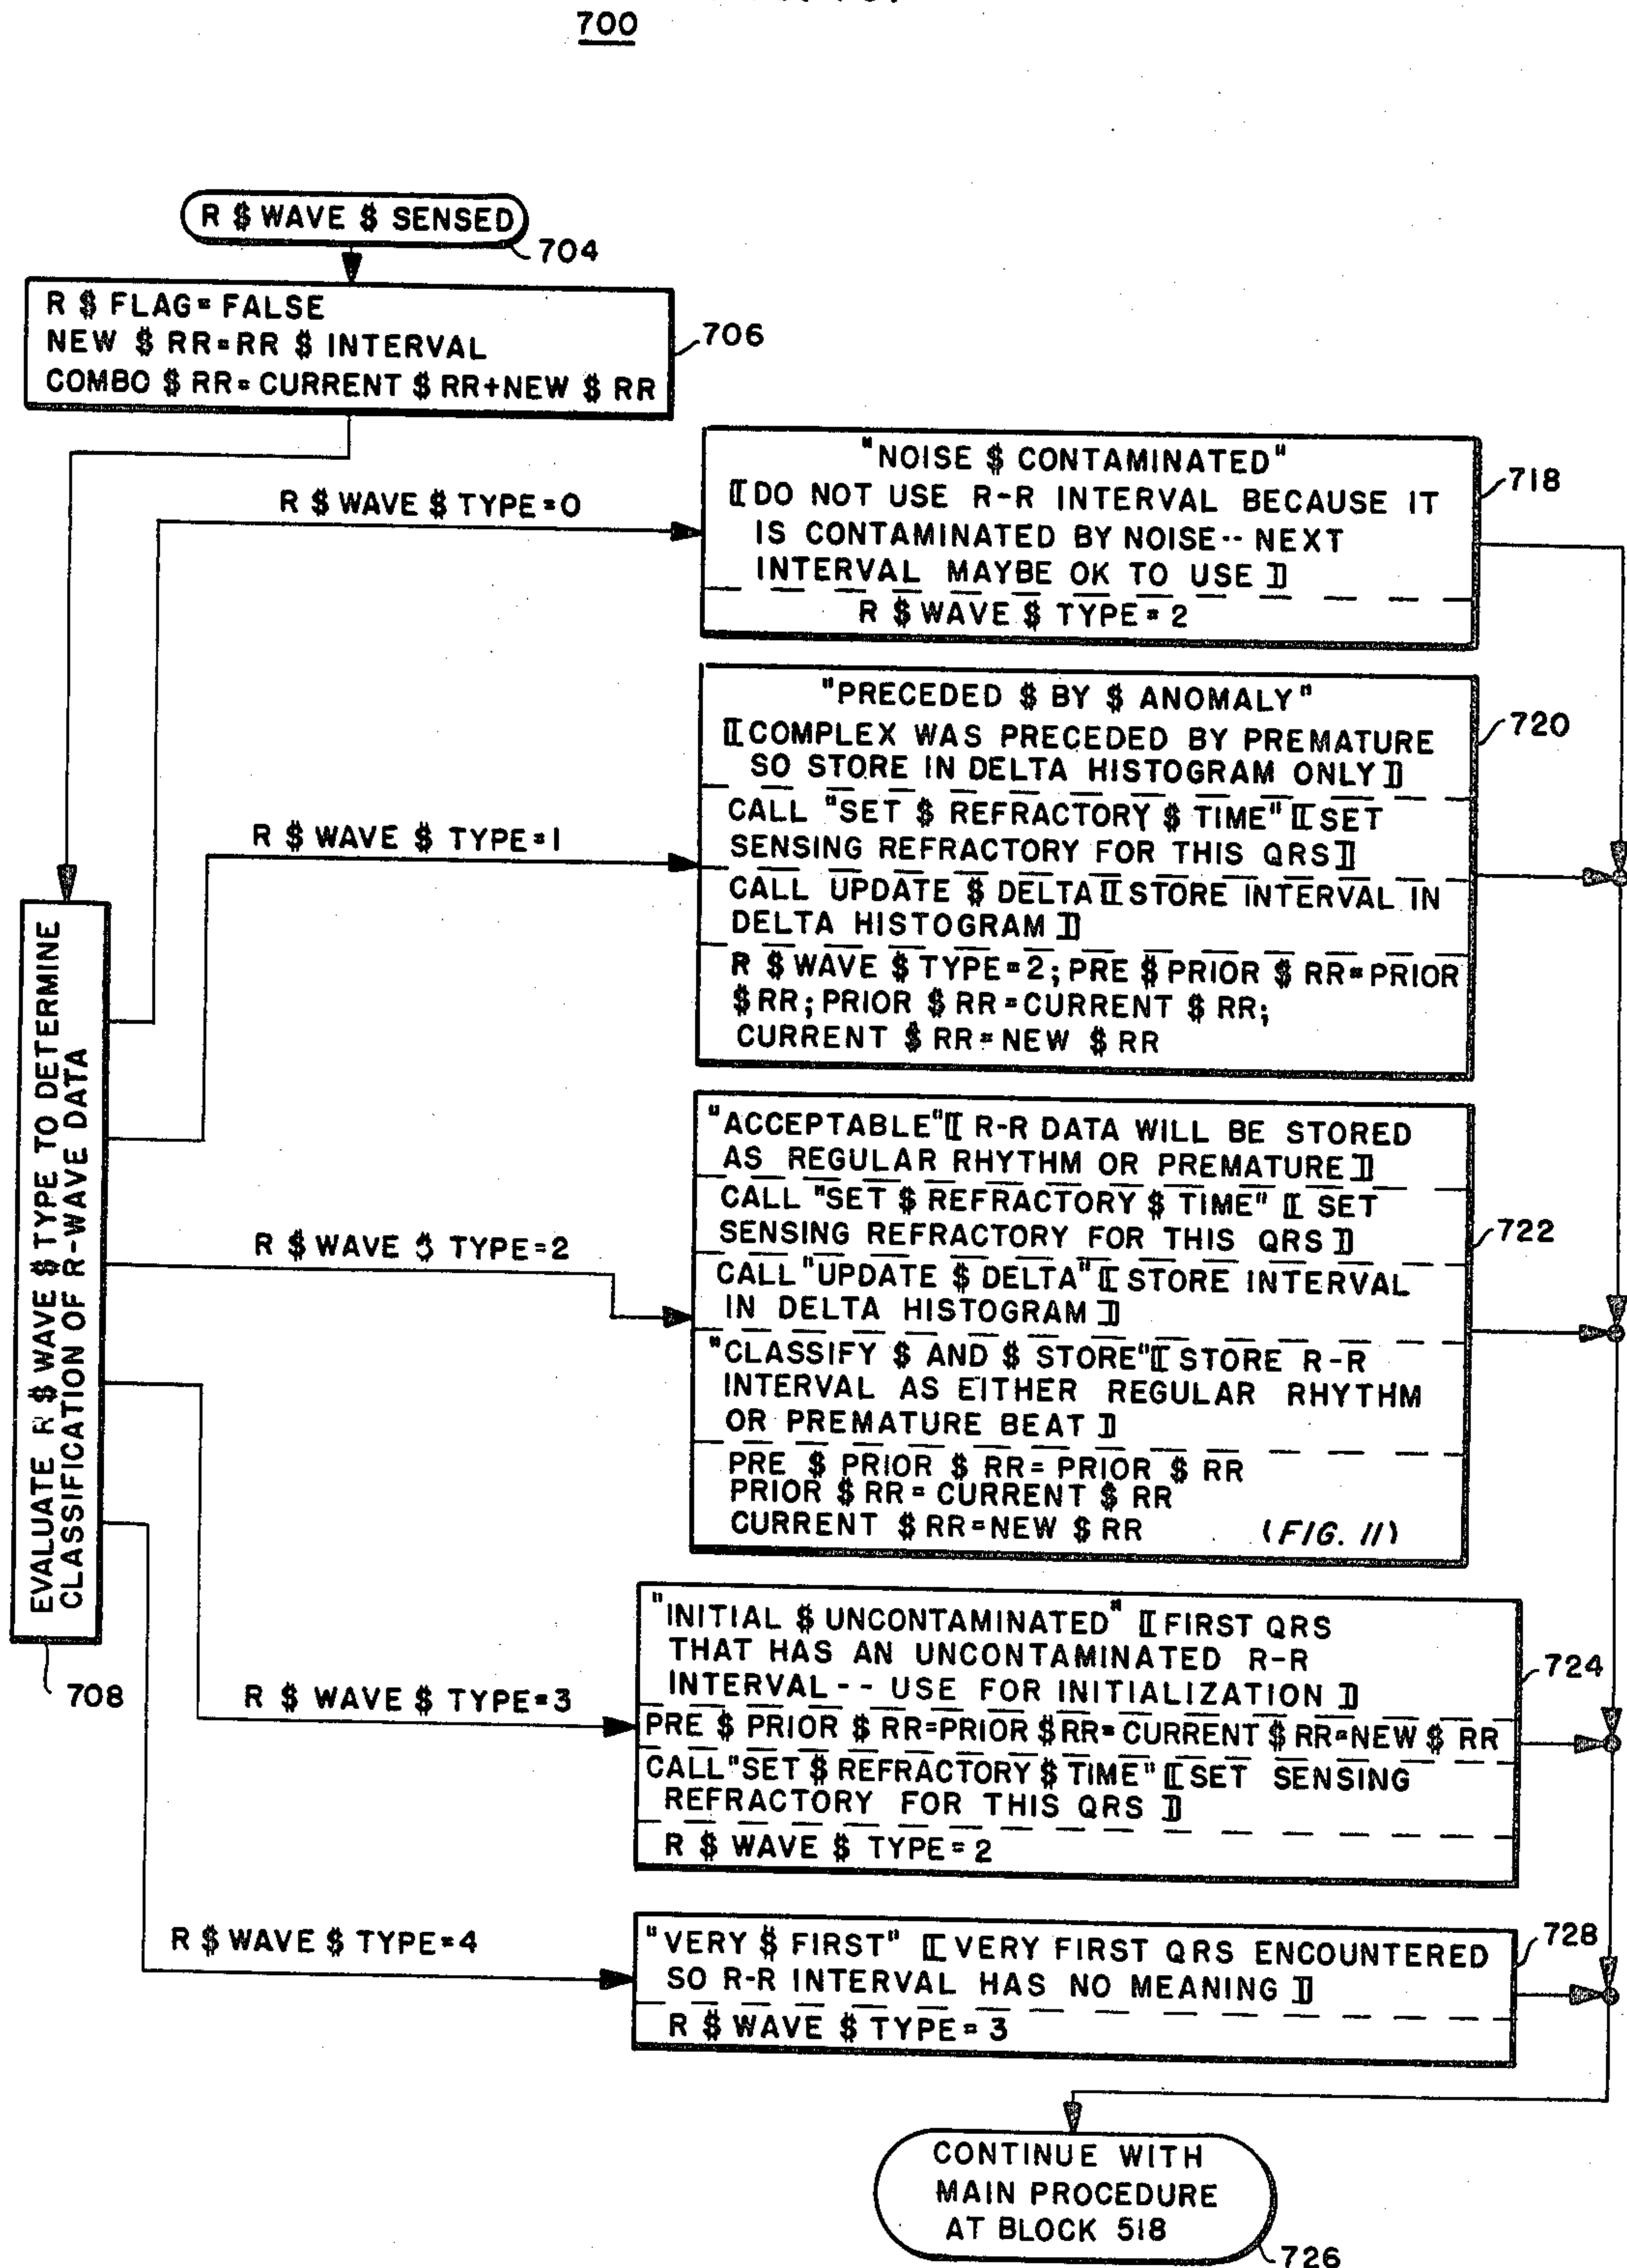 700
R $ WAVE $ SENSED
704
R $ FLAG = FALSE
NEW $ RR = RR $ INTERVAL
COMBO $ RR = CURRENT $ RR + NEW $ RR
706
EVALUATE R $ WAVE $ TYPE TO DETERMINE
CLASSIFICATION OF R-WAVE DATA
708
R $ WAVE $ TYPE = 0
"NOISE $ CONTAMINATED"
⟦ DO NOT USE R-R INTERVAL BECAUSE IT
IS CONTAMINATED BY NOISE -- NEXT
INTERVAL MAYBE OK TO USE ⟧
R $ WAVE $ TYPE = 2
718
R $ WAVE $ TYPE = 1
"PRECEDED $ BY $ ANOMALY"
⟦ COMPLEX WAS PRECEDED BY PREMATURE
SO STORE IN DELTA HISTOGRAM ONLY ⟧
CALL "SET $ REFRACTORY $ TIME" ⟦ SET
SENSING REFRACTORY FOR THIS QRS ⟧
CALL UPDATE $ DELTA ⟦ STORE INTERVAL IN
DELTA HISTOGRAM ⟧
R $ WAVE $ TYPE = 2; PRE $ PRIOR $ RR = PRIOR
$ RR; PRIOR $ RR = CURRENT $ RR;
CURRENT $ RR = NEW $ RR
720
R $ WAVE $ TYPE = 2
"ACCEPTABLE" ⟦ R-R DATA WILL BE STORED
AS REGULAR RHYTHM OR PREMATURE ⟧
CALL "SET $ REFRACTORY $ TIME" ⟦ SET
SENSING REFRACTORY FOR THIS QRS ⟧
CALL "UPDATE $ DELTA" ⟦ STORE INTERVAL
IN DELTA HISTOGRAM ⟧
"CLASSIFY $ AND $ STORE" ⟦ STORE R-R
INTERVAL AS EITHER REGULAR RHYTHM
OR PREMATURE BEAT ⟧
PRE $ PRIOR $ RR = PRIOR $ RR
PRIOR $ RR = CURRENT $ RR
CURRENT $ RR = NEW $ RR (FIG. 11)
722
R $ WAVE $ TYPE = 3
"INITIAL $ UNCONTAMINATED" ⟦ FIRST QRS
THAT HAS AN UNCONTAMINATED R-R
INTERVAL -- USE FOR INITIALIZATION ⟧
PRE $ PRIOR $ RR = PRIOR $ RR = CURRENT $ RR = NEW $ RR
CALL "SET $ REFRACTORY $ TIME" ⟦ SET SENSING
REFRACTORY FOR THIS QRS ⟧
R $ WAVE $ TYPE = 2
724
R $ WAVE $ TYPE = 4
"VERY $ FIRST" ⟦ VERY FIRST QRS ENCOUNTERED
SO R-R INTERVAL HAS NO MEANING ⟧
R $ WAVE $ TYPE = 3
728
CONTINUE WITH
MAIN PROCEDURE
AT BLOCK 518
726